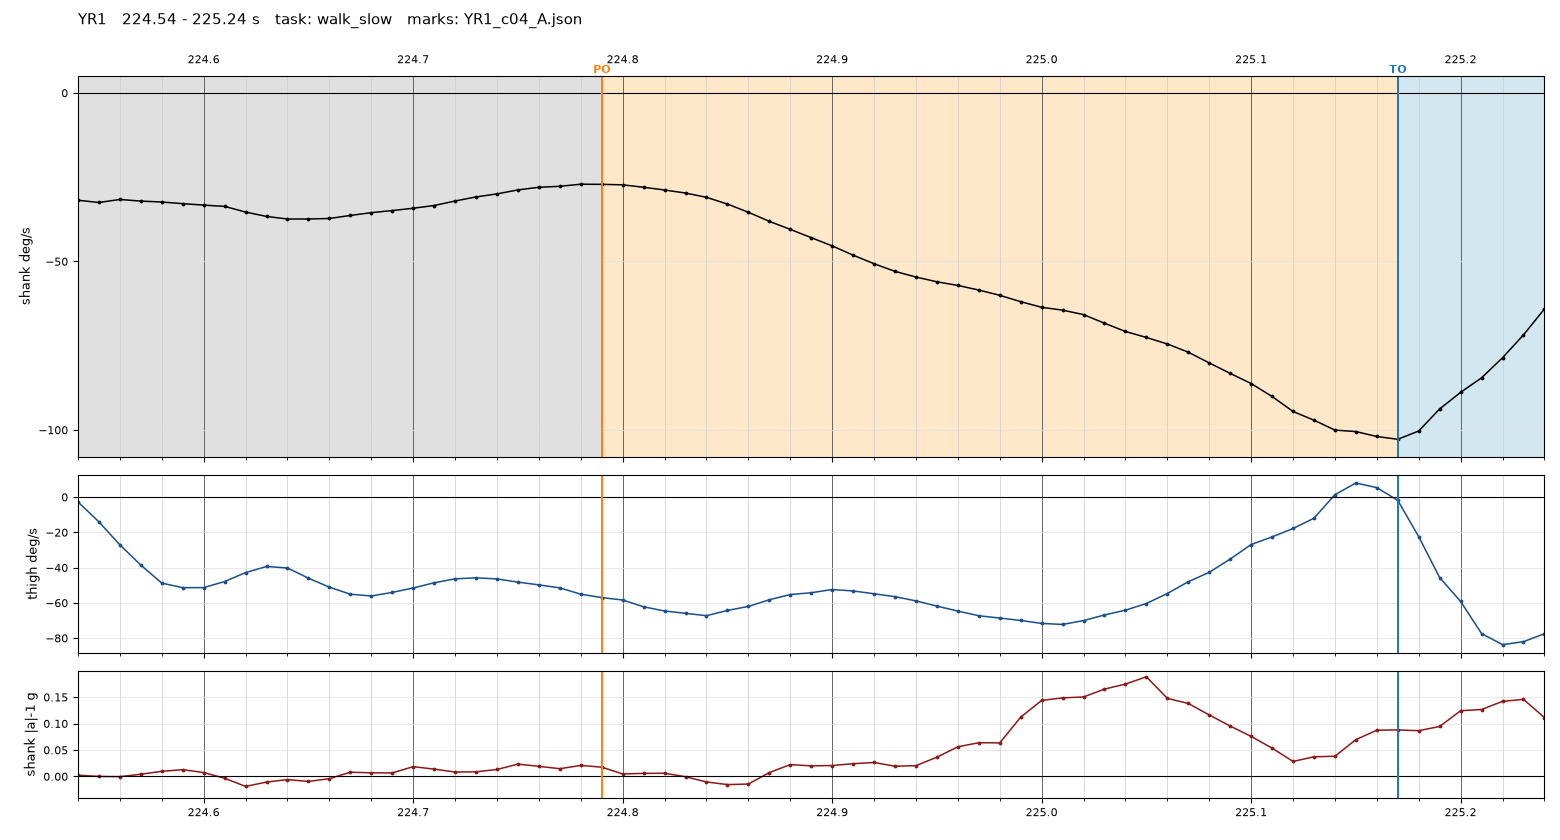 YR1   224.54 - 225.24 s   task: walk_slow   marks: YR1_c04_A.json
224.6 224.7 224.8 224.9 225.0 225.1 225.2
PO TO
shank deg/s
0
−50
−100
thigh deg/s
0
−20
−40
−60
−80
shank |a|-1 g
0.15
0.10
0.05
0.00
224.6 224.7 224.8 224.9 225.0 225.1 225.2